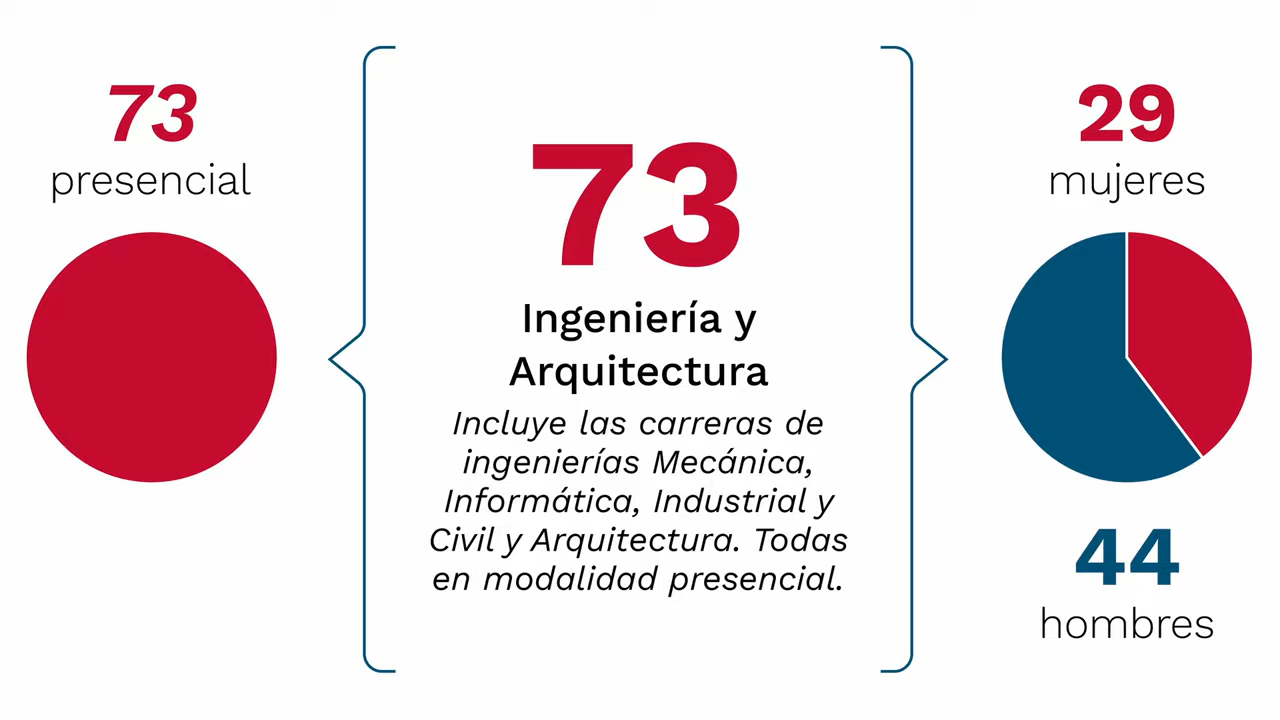 73
presencial
73
Ingeniería y
Arquitectura
Incluye las carreras de
ingenierías Mecánica,
Informática, Industrial y
Civil y Arquitectura. Todas
en modalidad presencial.
29
mujeres
44
hombres